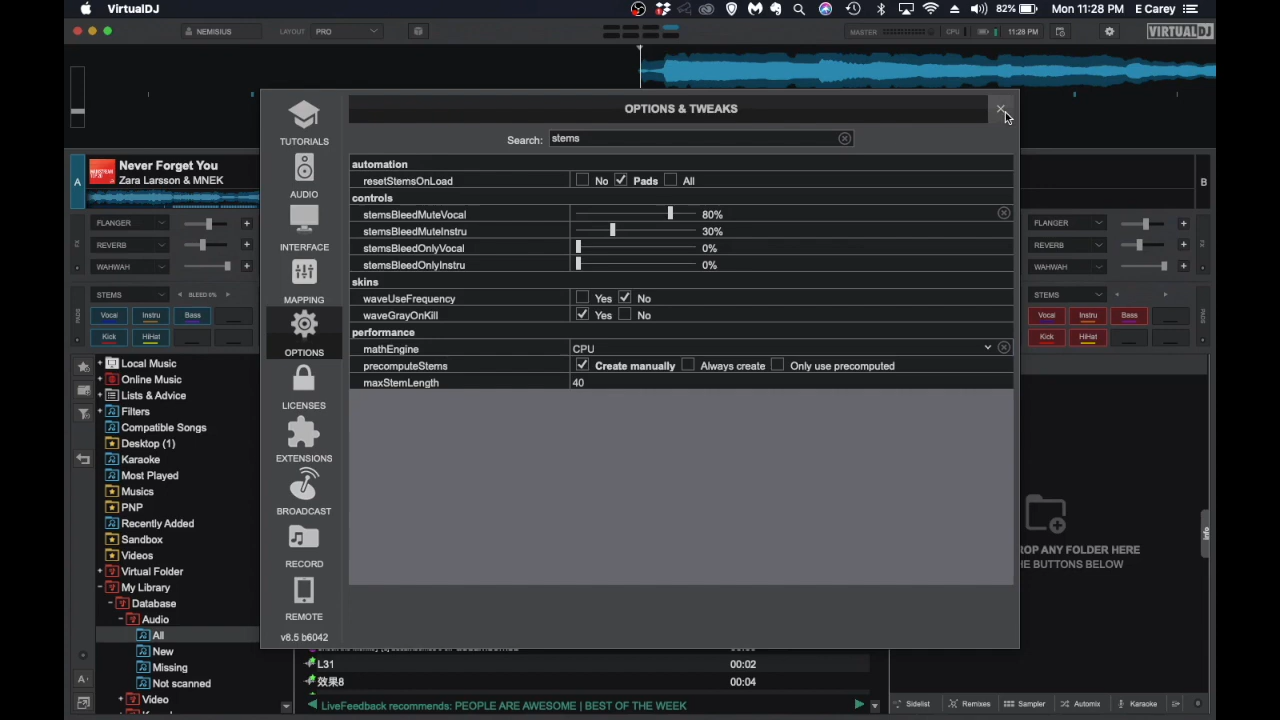 VirtualDJ 82% Mon 11:28 PM E Carey
NEMISIUS LAYOUT PRO MASTER CPU 11:28 PM VIRTUALDJ
OPTIONS & TWEAKS
Search: stems
TUTORIALS
AUDIO
INTERFACE
MAPPING
OPTIONS
LICENSES
EXTENSIONS
BROADCAST
RECORD
REMOTE
v8.5 b6042
automation
resetStemsOnLoad No Pads All
controls
stemsBleedMuteVocal 80%
stemsBleedMuteInstru 30%
stemsBleedOnlyVocal 0%
stemsBleedOnlyInstru 0%
skins
waveUseFrequency Yes No
waveGrayOnKill Yes No
performance
mathEngine CPU
precomputeStems Create manually Always create Only use precomputed
maxStemLength 40
A
Never Forget You
Zara Larsson & MNEK
FX
FLANGER
REVERB
WAHWAH
PADS
STEMS BLEED 0%
Vocal Instru Bass
Kick HiHat
B
FLANGER
REVERB
WAHWAH
FX
STEMS
Vocal Instru Bass
Kick HiHat
PADS
Local Music
Online Music
Lists & Advice
Filters
Compatible Songs
Desktop (1)
Karaoke
Most Played
Musics
PNP
Recently Added
Sandbox
Videos
Virtual Folder
My Library
Database
Audio
All
New
Missing
Not scanned
Video
L31 00:02
效果8 00:04
LiveFeedback recommends: PEOPLE ARE AWESOME | BEST OF THE WEEK
ROP ANY FOLDER HERE
HE BUTTONS BELOW
Info
Sidelist Remixes Sampler Automix Karaoke